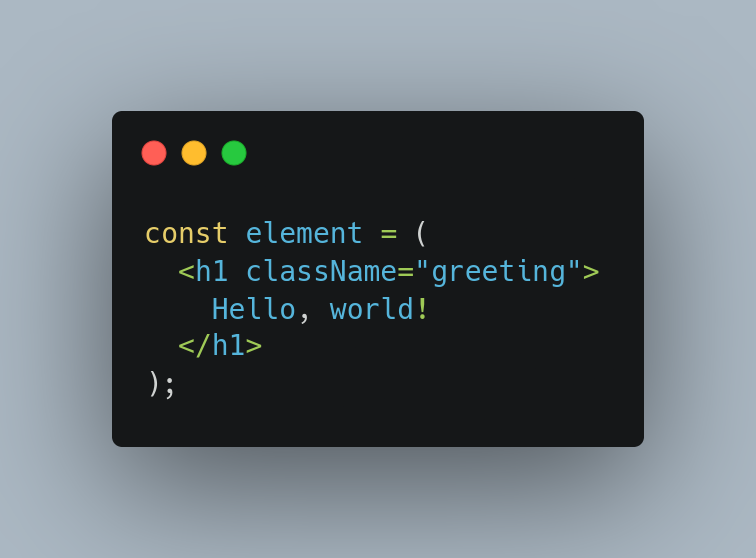 const element = (
  <h1 className="greeting">
    Hello, world!
  </h1>
);